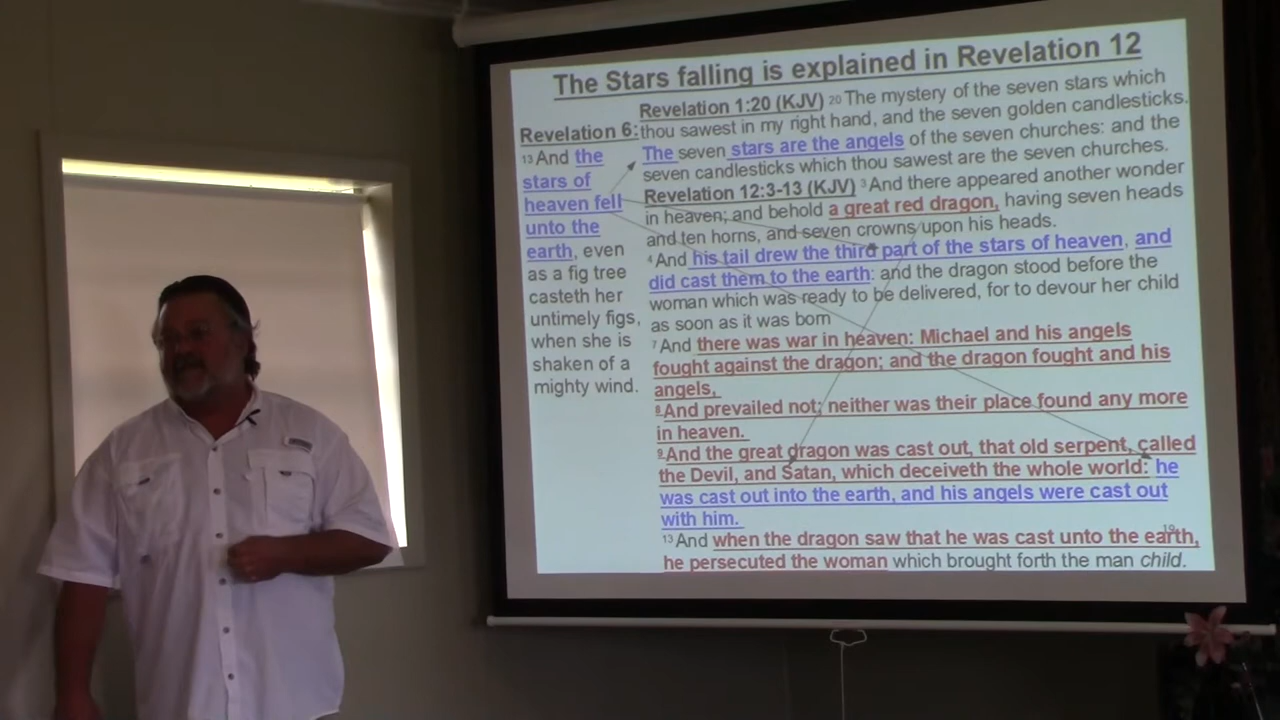 The Stars falling is explained in Revelation 12
Revelation 6:
13 And the
stars of
heaven fell
unto the
earth, even
as a fig tree
casteth her
untimely figs,
when she is
shaken of a
mighty wind.
Revelation 1:20 (KJV) 20 The mystery of the seven stars which
thou sawest in my right hand, and the seven golden candlesticks.
The seven stars are the angels of the seven churches: and the
seven candlesticks which thou sawest are the seven churches.
Revelation 12:3-13 (KJV) 3 And there appeared another wonder
in heaven; and behold a great red dragon, having seven heads
and ten horns, and seven crowns upon his heads.
4 And his tail drew the third part of the stars of heaven, and
did cast them to the earth: and the dragon stood before the
woman which was ready to be delivered, for to devour her child
as soon as it was born
7 And there was war in heaven: Michael and his angels
fought against the dragon; and the dragon fought and his
angels,
8 And prevailed not; neither was their place found any more
in heaven.
9 And the great dragon was cast out, that old serpent, called
the Devil, and Satan, which deceiveth the whole world: he
was cast out into the earth, and his angels were cast out
with him.
13 And when the dragon saw that he was cast unto the earth,
he persecuted the woman which brought forth the man child.
19